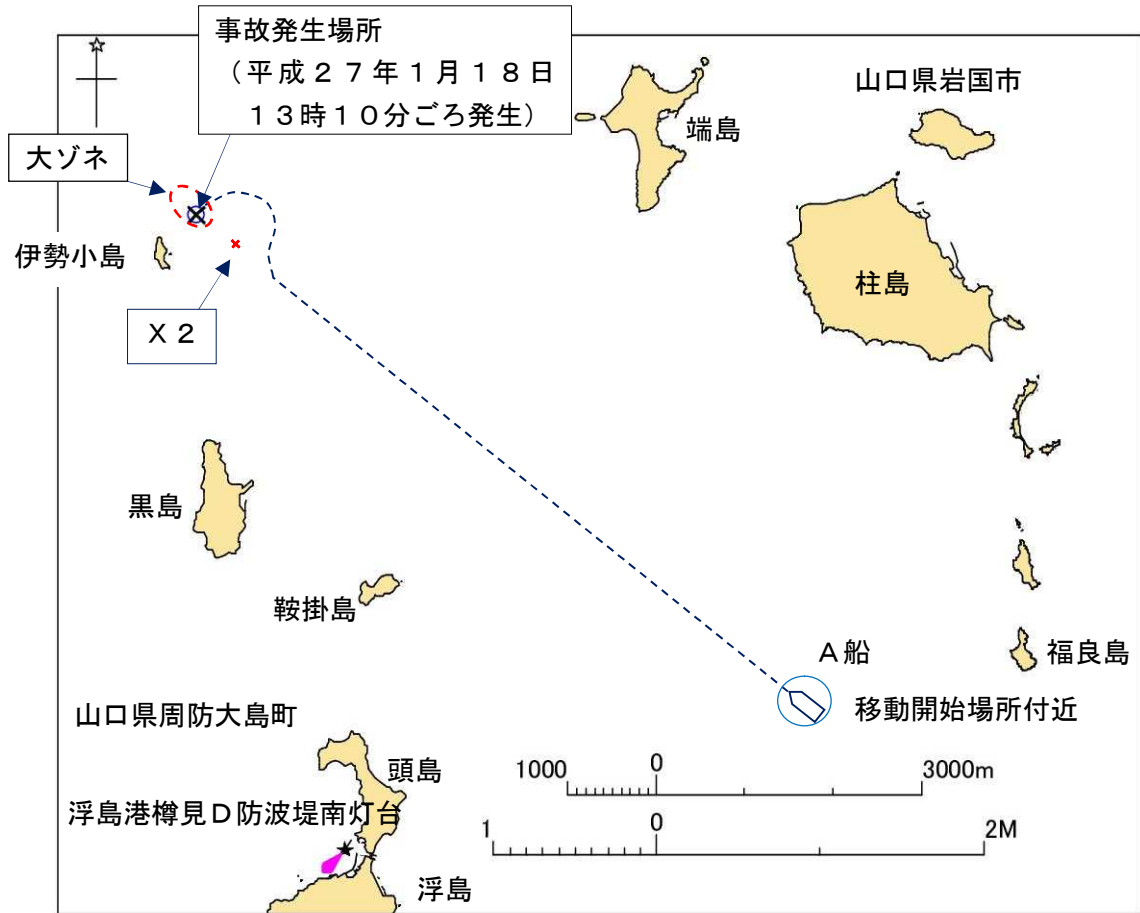 事故発生場所
（平成２７年１月１８日
１３時１０分ごろ発生）
山口県岩国市
端島
大ゾネ
伊勢小島
柱島
Ｘ２
黒島
鞍掛島
Ａ船
福良島
移動開始場所付近
山口県周防大島町
頭島
1000 0 3000m
浮島港樽見Ｄ防波堤南灯台
1 0 2M
浮島